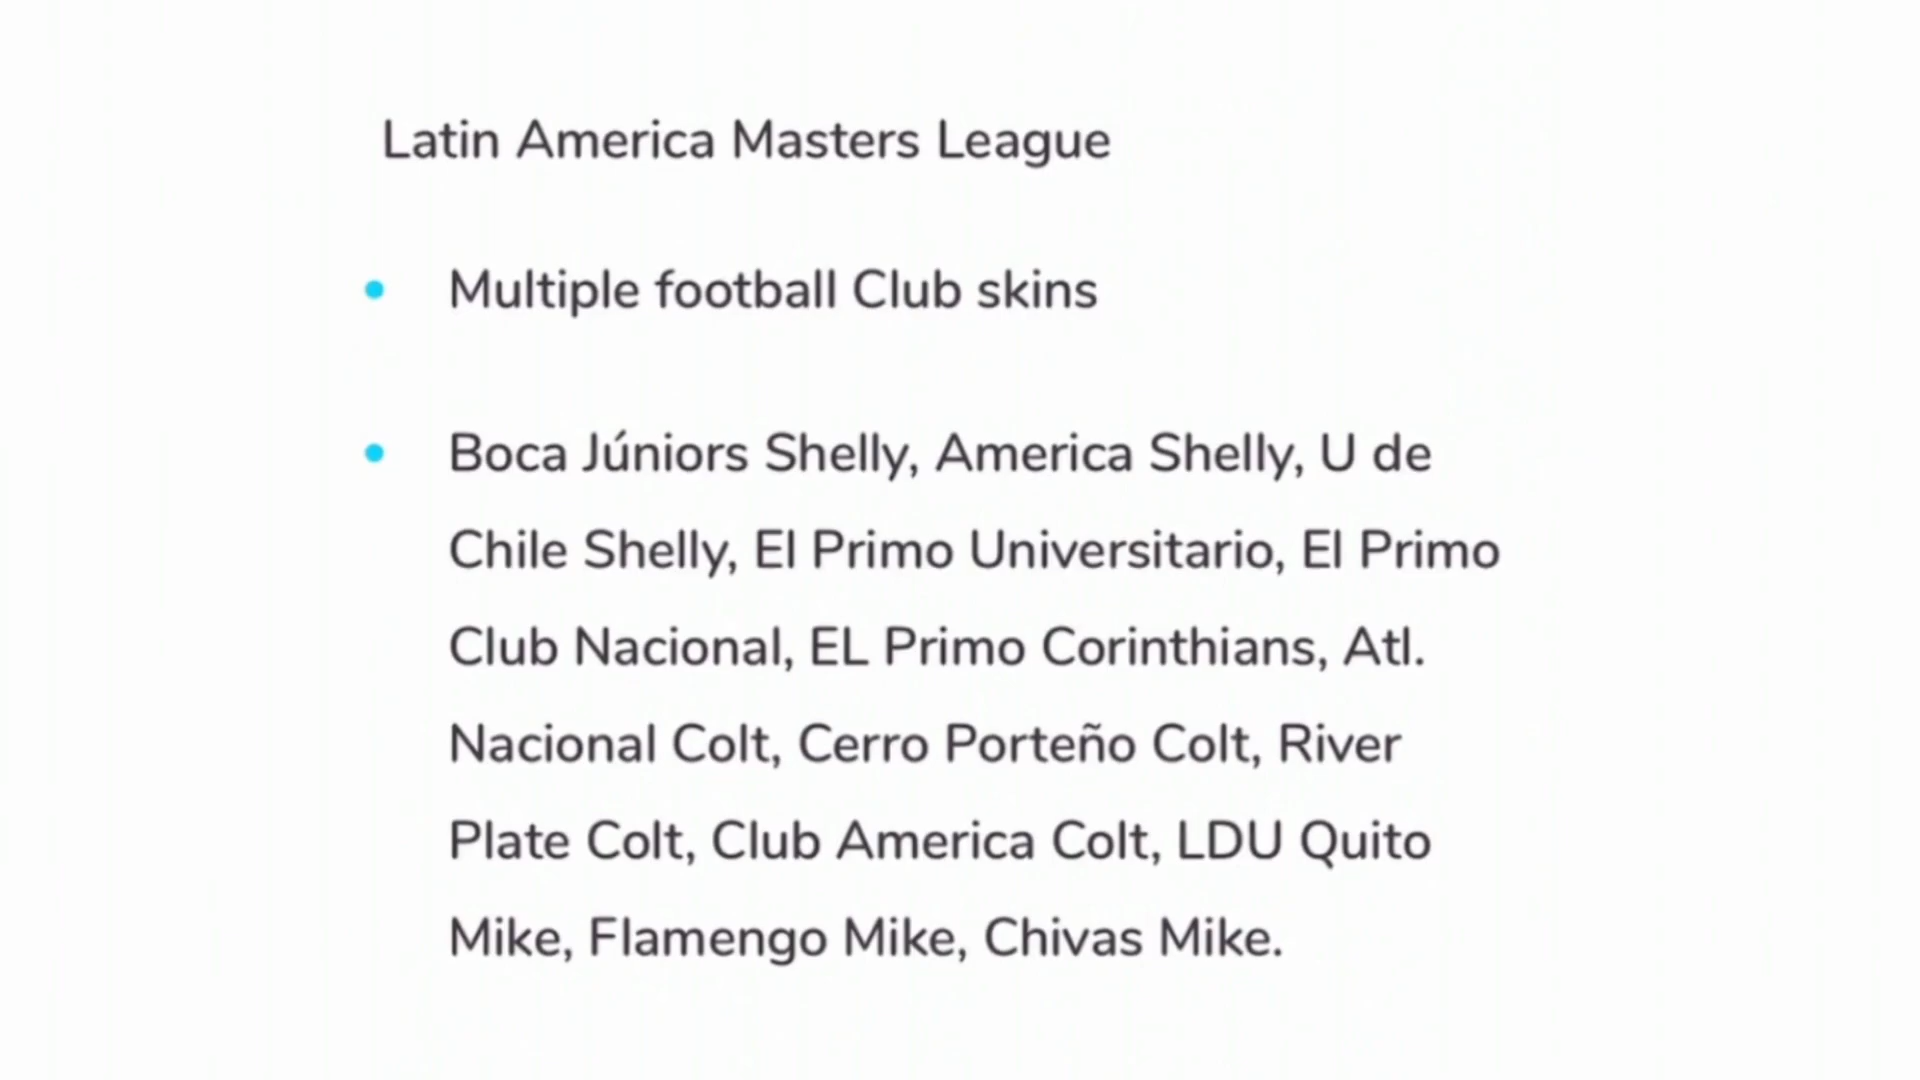 Latin America Masters League
Multiple football Club skins
Boca Júniors Shelly, America Shelly, U de
Chile Shelly, El Primo Universitario, El Primo
Club Nacional, EL Primo Corinthians, Atl.
Nacional Colt, Cerro Porteño Colt, River
Plate Colt, Club America Colt, LDU Quito
Mike, Flamengo Mike, Chivas Mike.